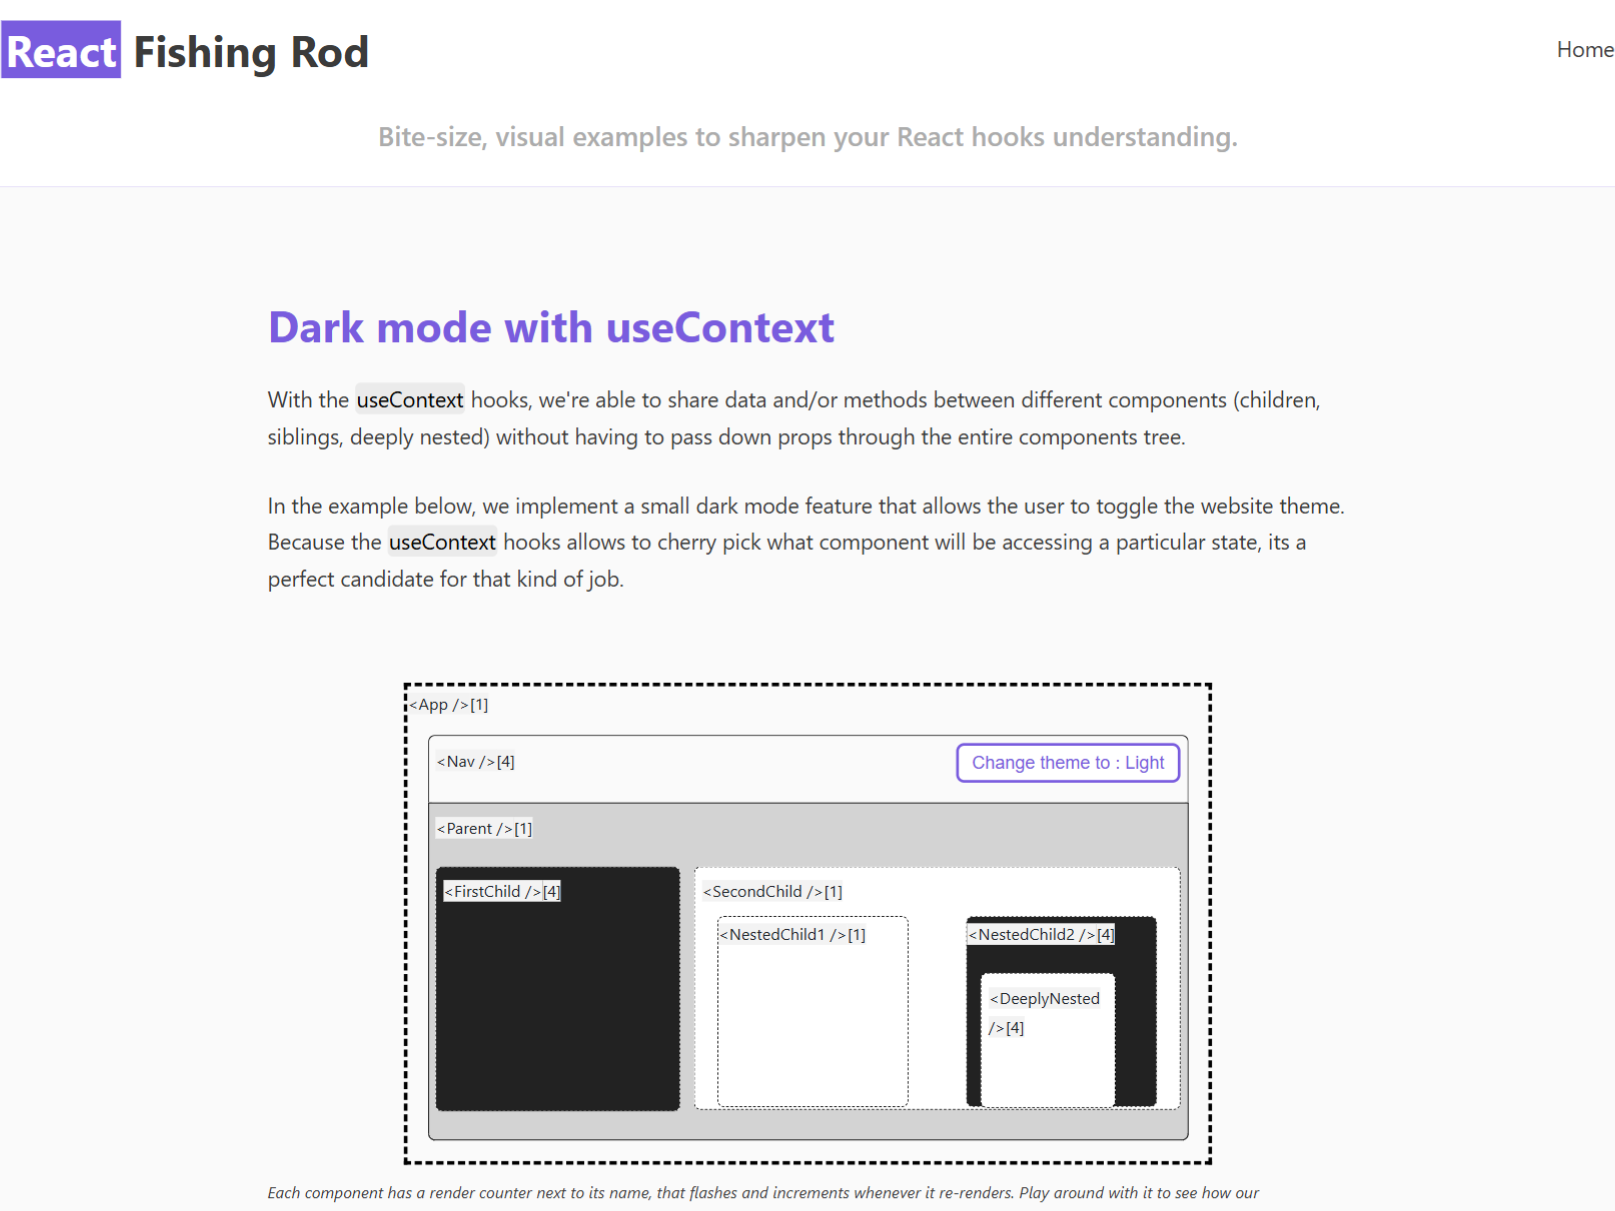 React Fishing Rod
Home
Bite-size, visual examples to sharpen your React hooks understanding.
Dark mode with useContext
With the useContext hooks, we're able to share data and/or methods between different components (children,
siblings, deeply nested) without having to pass down props through the entire components tree.
In the example below, we implement a small dark mode feature that allows the user to toggle the website theme.
Because the useContext hooks allows to cherry pick what component will be accessing a particular state, its a
perfect candidate for that kind of job.
<App />[1]
<Nav />[4]
Change theme to : Light
<Parent />[1]
<FirstChild />[4]
<SecondChild />[1]
<NestedChild1 />[1]
<NestedChild2 />[4]
<DeeplyNested
/>[4]
Each component has a render counter next to its name, that flashes and increments whenever it re-renders. Play around with it to see how our